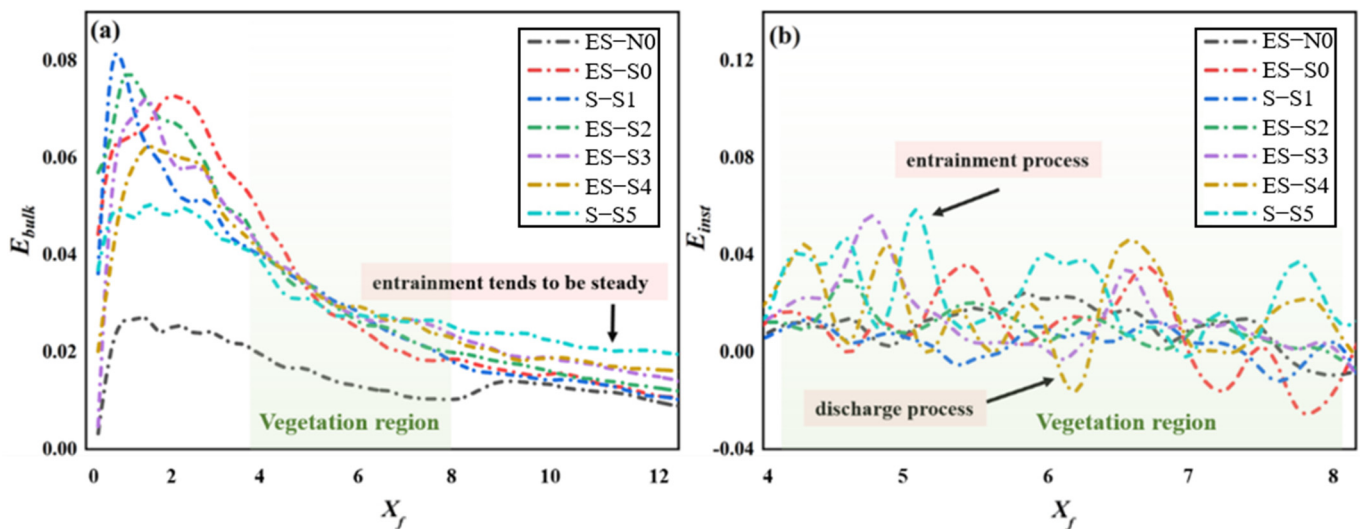 (a)
ES−N0
ES−S0
S−S1
ES−S2
ES−S3
ES−S4
S−S5
entrainment tends to be steady
Vegetation region
0.08
0.06
0.04
0.02
0.00
E_bulk
0 2 4 6 8 10 12
X_f
(b)
ES−N0
ES−S0
S−S1
ES−S2
ES−S3
ES−S4
S−S5
entrainment process
discharge process
Vegetation region
0.12
0.08
0.04
0.00
-0.04
E_inst
4 5 6 7 8
X_f